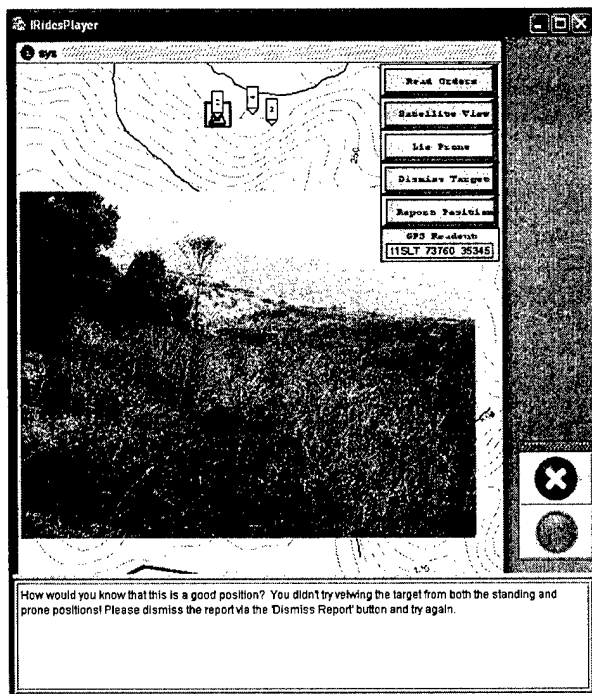 IRidesPlayer
sys
Read Orders
Satellite View
Lie Prone
Dismiss Target
Report Position
GPS Readout
11SLT 73760 35345
250
How would you know that this is a good position? You didn't try veiwing the target from both the standing and
prone positions! Please dismiss the report via the 'Dismiss Report' button and try again.